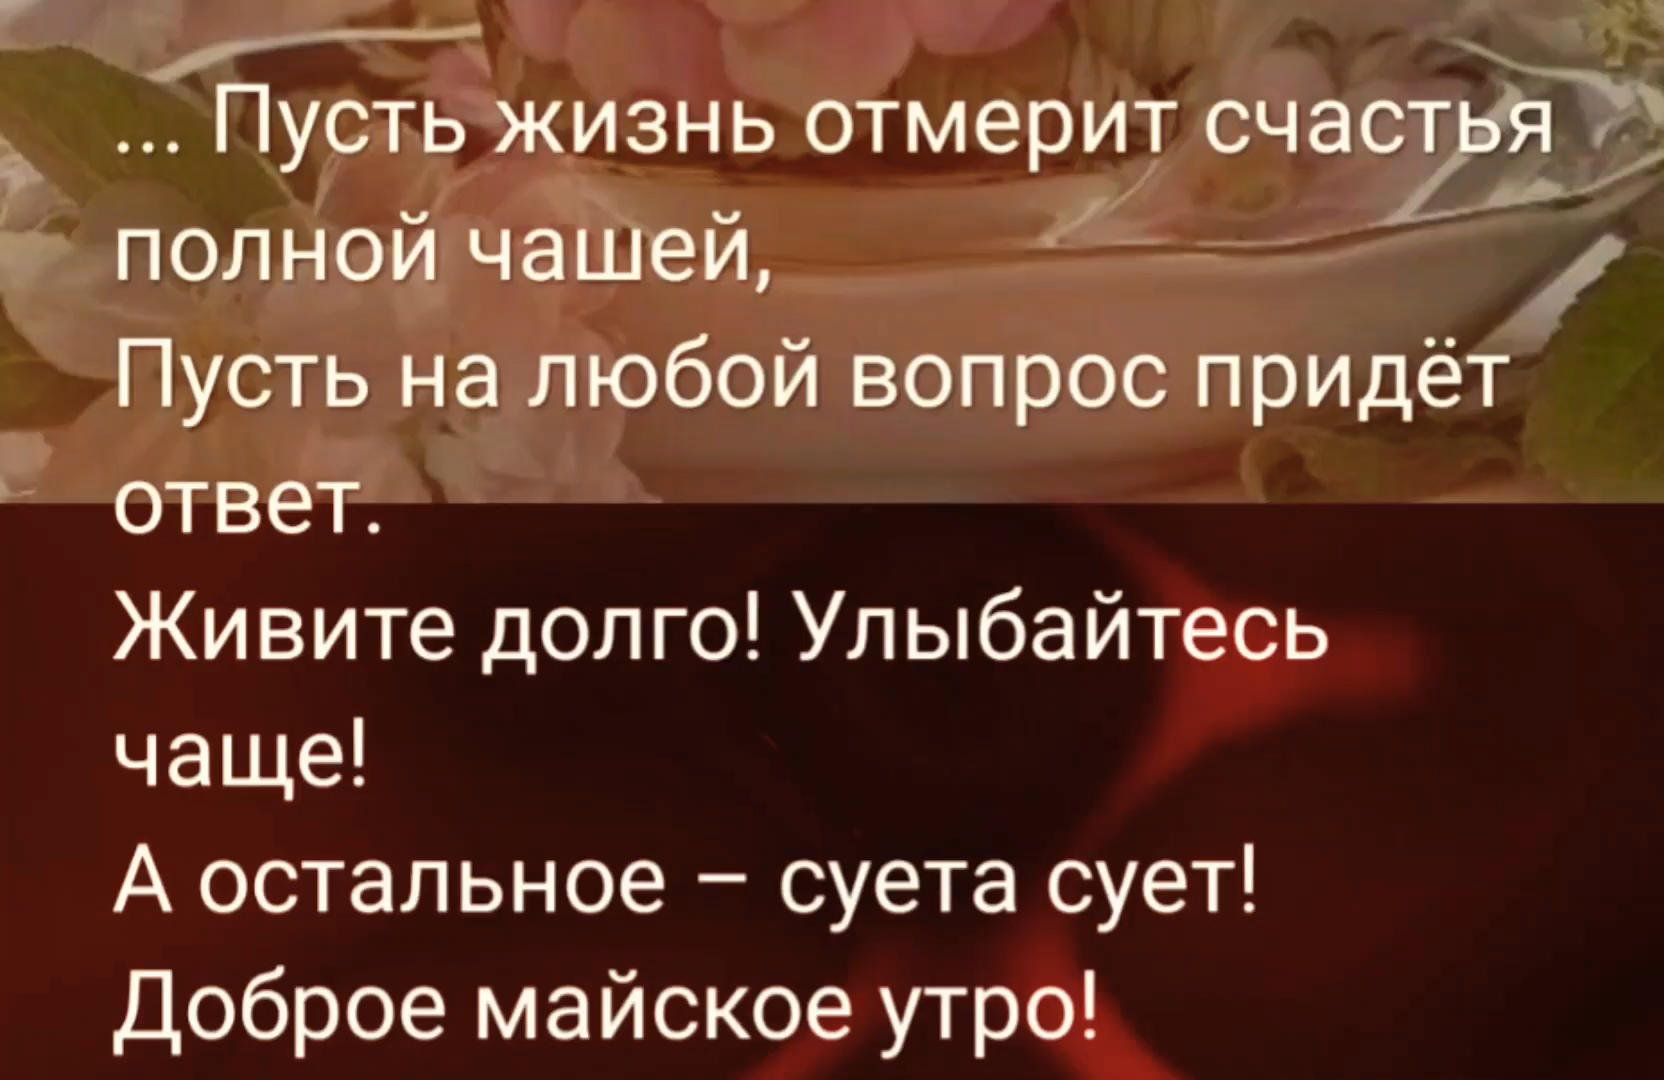 ... Пусть жизнь отмерит счастья
полной чашей,
Пусть на любой вопрос придёт
ответ.
Живите долго! Улыбайтесь
чаще!
А остальное – суета сует!
Доброе майское утро!